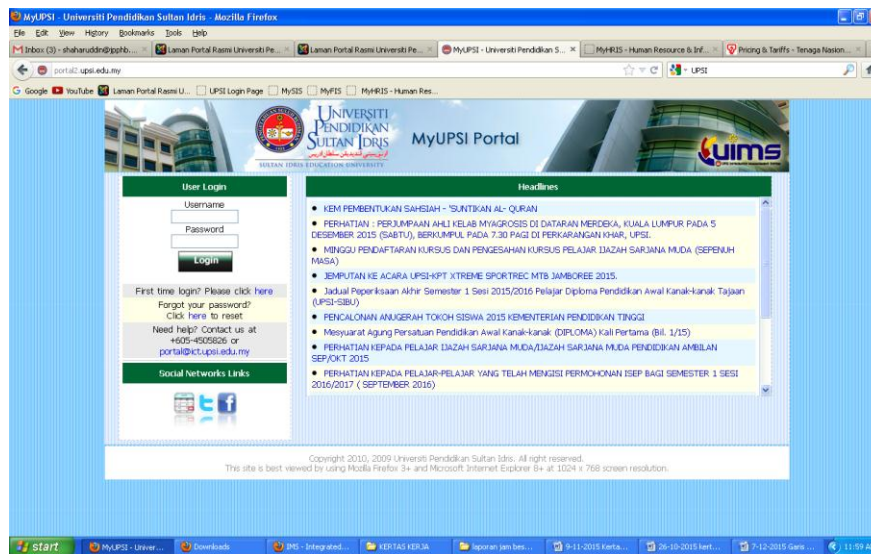 MyUPSI - Universiti Pendidikan Sultan Idris - Mozilla Firefox
File Edit View History Bookmarks Tools Help
Inbox (3) - shaharuddin@jpphb.... Laman Portal Rasmi Universiti Pe... Laman Portal Rasmi Universiti Pe... MyUPSI - Universiti Pendidikan S... MyHRIS - Human Resource & Inf... Pricing & Tariffs - Tenaga Nasion...
portal2.upsi.edu.my UPSI
Google YouTube Laman Portal Rasmi U... UPSI Login Page MySIS MyFIS MyHRIS - Human Res...
UNIVERSITI
PENDIDIKAN
SULTAN IDRIS
SULTAN IDRIS EDUCATION UNIVERSITY
MyUPSI Portal
uims
User Login
Username
Password
Login
First time login? Please click here
Forgot your password?
Click here to reset
Need help? Contact us at
+605-4505826 or
portal@ict.upsi.edu.my
Social Networks Links
Headlines
• KEM PEMBENTUKAN SAHSIAH - 'SUNTIKAN AL- QURAN
• PERHATIAN : PERJUMPAAN AHLI KELAB MYAGROSIS DI DATARAN MERDEKA, KUALA LUMPUR PADA 5
DISEMBER 2015 (SABTU), BERKUMPUL PADA 7.30 PAGI DI PERKARANGAN KHAR, UPSI.
• MINGGU PENDAFTARAN KURSUS DAN PENGESAHAN KURSUS PELAJAR IJAZAH SARJANA MUDA (SEPENUH
MASA)
• JEMPUTAN KE ACARA UPSI-KPT XTREME SPORTREC MTB JAMBOREE 2015.
• Jadual Peperiksaan Akhir Semester 1 Sesi 2015/2016 Pelajar Diploma Pendidikan Awal Kanak-kanak Tajaan
(UPSI-SIBU)
• PENCALONAN ANUGERAH TOKOH SISWA 2015 KEMENTERIAN PENDIDIKAN TINGGI
• Mesyuarat Agung Persatuan Pendidikan Awal Kanak-kanak (DIPLOMA) Kali Pertama (Bil. 1/15)
• PERHATIAN KEPADA PELAJAR IJAZAH SARJANA MUDA/IJAZAH SARJANA MUDA PENDIDIKAN AMBILAN
SEP/OKT 2015
• PERHATIAN KEPADA PELAJAR-PELAJAR YANG TELAH MENGISI PERMOHONAN ISEP BAGI SEMESTER 1 SESI
2016/2017 ( SEPTEMBER 2016)
Copyright 2010, 2009 Universiti Pendidikan Sultan Idris. All right reserved.
This site is best viewed by using Mozilla Firefox 3+ and Microsoft Internet Explorer 8+ at 1024 x 768 screen resolution.
start MyUPSI - Univer... Downloads IMS - Integrated... KERTAS KERJA laporan jam bes... 9-11-2015 Kerta... 26-10-2015 kert... 7-12-2015 Garis ... 11:59 A